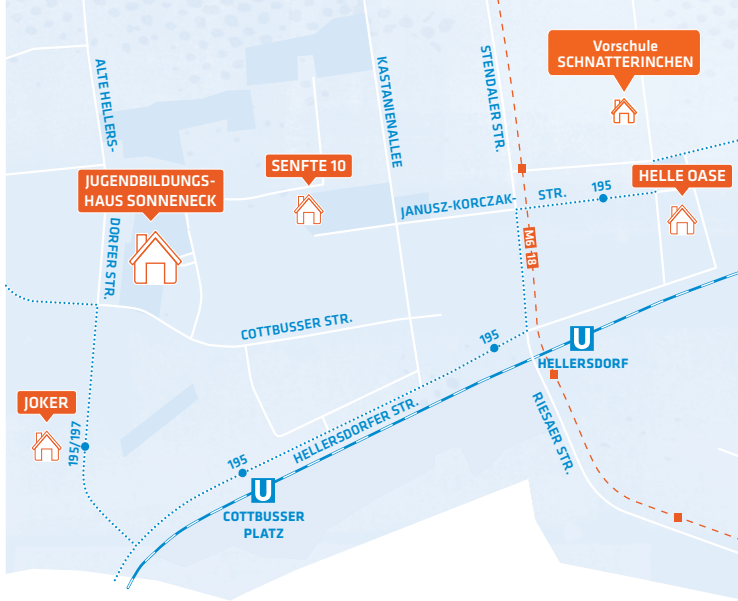 Vorschule
SCHNATTERINCHEN
ALTE HELLERS-
DORFER STR.
KASTANIENALLEE
STENDALER STR.
SENFTE 10
HELLE OASE
JUGENDBILDUNGS-
HAUS SONNENECK
JANUSZ-KORCZAK- STR.
195
M6 18
COTTBUSSER STR.
195
U
HELLERSDORF
JOKER
195/197
HELLERSDORFER STR.
RIESAER STR.
195
U
COTTBUSSER
PLATZ